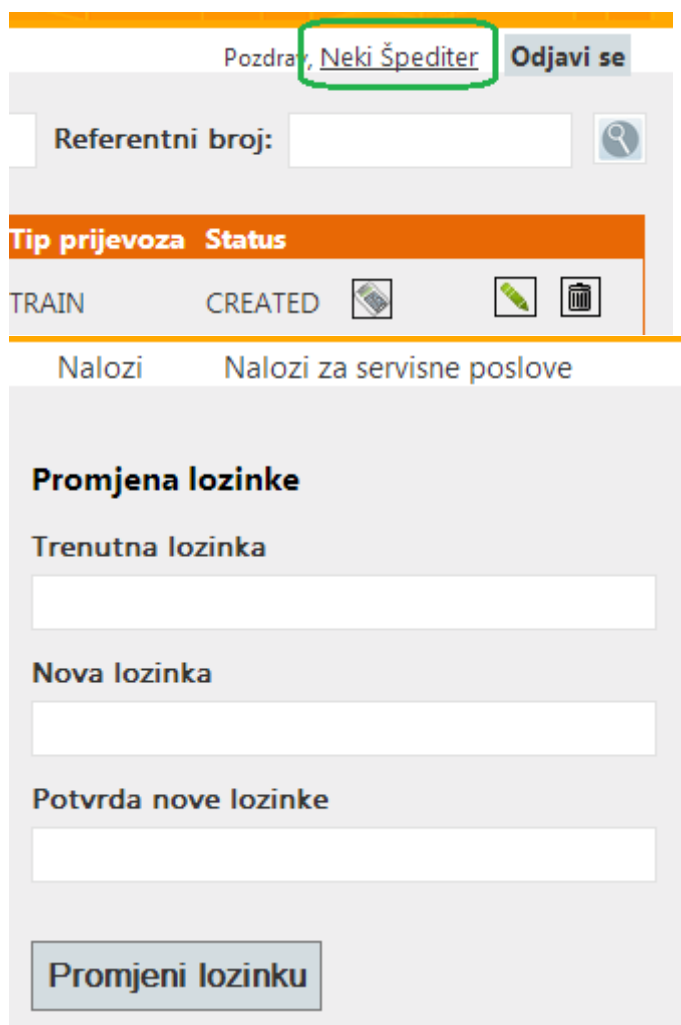 Pozdrav, Neki Špediter Odjavi se
Referentni broj:
Tip prijevoza Status
TRAIN CREATED
Nalozi Nalozi za servisne poslove
Promjena lozinke
Trenutna lozinka
Nova lozinka
Potvrda nove lozinke
Promjeni lozinku